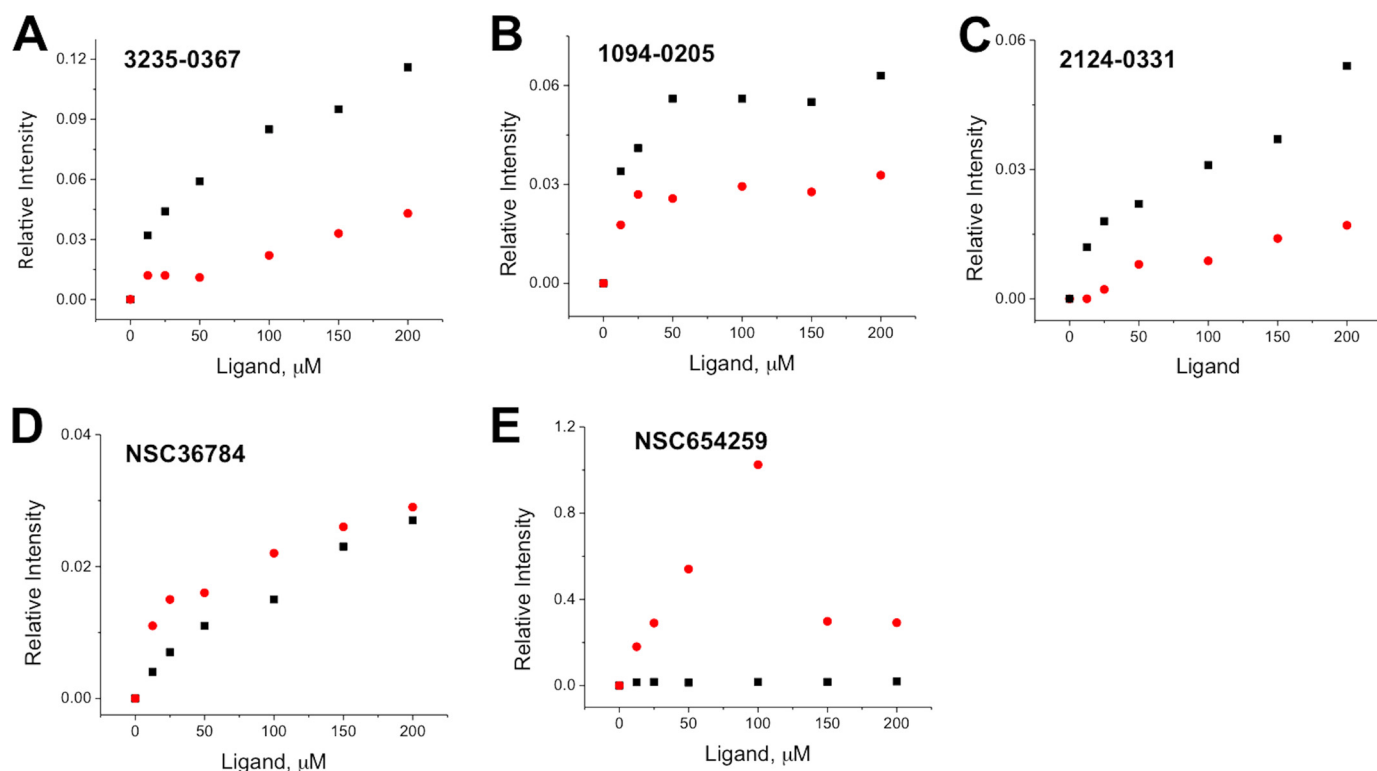 A
3235-0367
Relative Intensity
0.12
0.09
0.06
0.03
0.00
0 50 100 150 200
Ligand, μM
B
1094-0205
Relative Intensity
0.06
0.03
0.00
0 50 100 150 200
Ligand, μM
C
2124-0331
Relative Intensity
0.06
0.03
0.00
0 50 100 150 200
Ligand
D
NSC36784
Relative Intensity
0.04
0.02
0.00
0 50 100 150 200
Ligand, μM
E
NSC654259
Relative Intensity
1.2
0.8
0.4
0.0
0 50 100 150 200
Ligand, μM